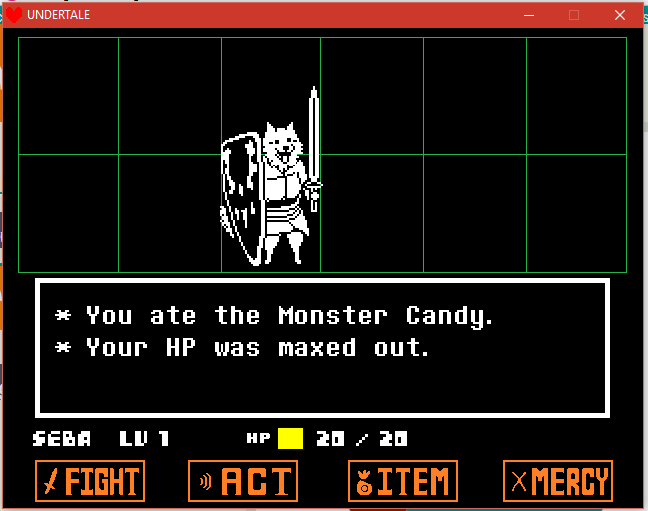 UNDERTALE
* You ate the Monster Candy.
* Your HP was maxed out.
SEBA LV 1 HP 20 / 20
FIGHT ACT ITEM MERCY